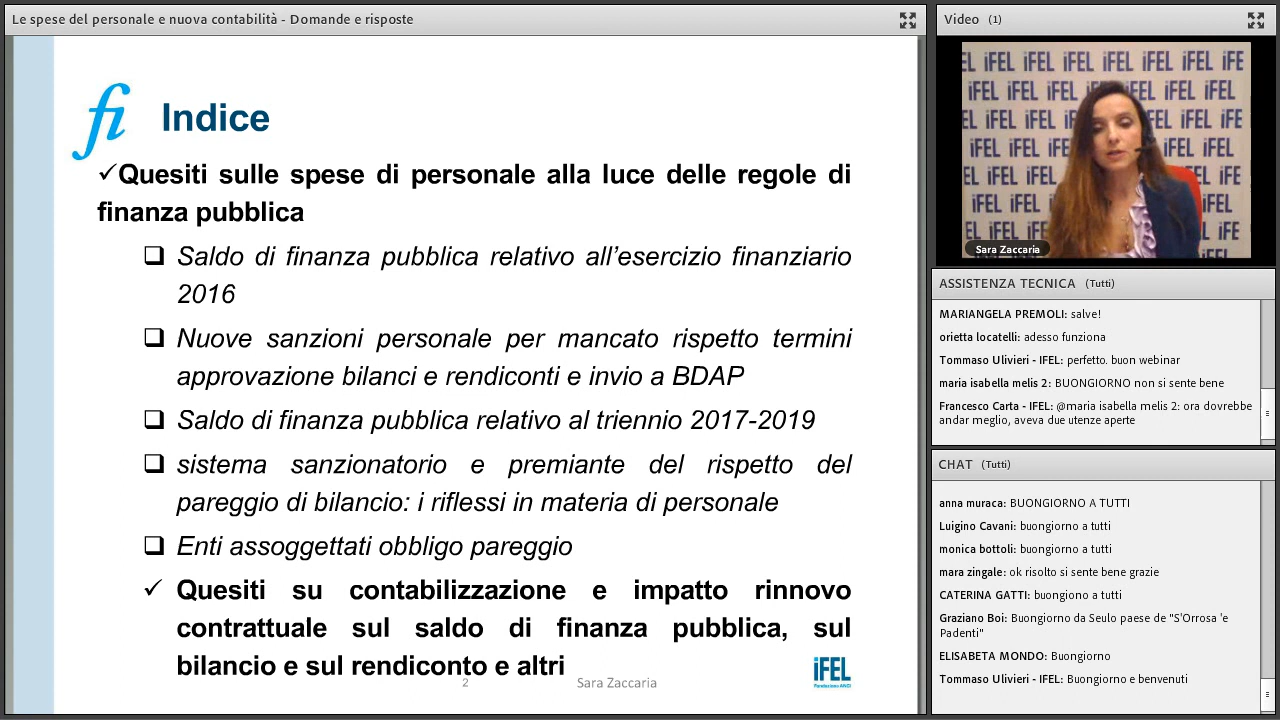 Le spese del personale e nuova contabilità - Domande e risposte
fi Indice
✓Quesiti sulle spese di personale alla luce delle regole di
finanza pubblica
❑ Saldo di finanza pubblica relativo all’esercizio finanziario
2016
❑ Nuove sanzioni personale per mancato rispetto termini
approvazione bilanci e rendiconti e invio a BDAP
❑ Saldo di finanza pubblica relativo al triennio 2017-2019
❑ sistema sanzionatorio e premiante del rispetto del
pareggio di bilancio: i riflessi in materia di personale
❑ Enti assoggettati obbligo pareggio
✓ Quesiti su contabilizzazione e impatto rinnovo
contrattuale sul saldo di finanza pubblica, sul
bilancio e sul rendiconto e altri
2
Sara Zaccaria
iFEL
Fondazione ANCI
Video (1)
iFEL iFEL iFEL iFEL
Sara Zaccaria
ASSISTENZA TECNICA (Tutti)
MARIANGELA PREMOLI: salve!
orietta locatelli: adesso funziona
Tommaso Ulivieri - IFEL: perfetto. buon webinar
maria isabella melis 2: BUONGIORNO non si sente bene
Francesco Carta - IFEL: @maria isabella melis 2: ora dovrebbe
andar meglio, aveva due utenze aperte
CHAT (Tutti)
anna muraca: BUONGIORNO A TUTTI
Luigino Cavani: buongiorno a tutti
monica bottoli: buongiorno a tutti
mara zingale: ok risolto si sente bene grazie
CATERINA GATTI: buongiono a tutti
Graziano Boi: Buongiorno da Seulo paese de "S'Orrosa 'e
Padenti"
ELISABETA MONDO: Buongiorno
Tommaso Ulivieri - IFEL: Buongiorno e benvenuti